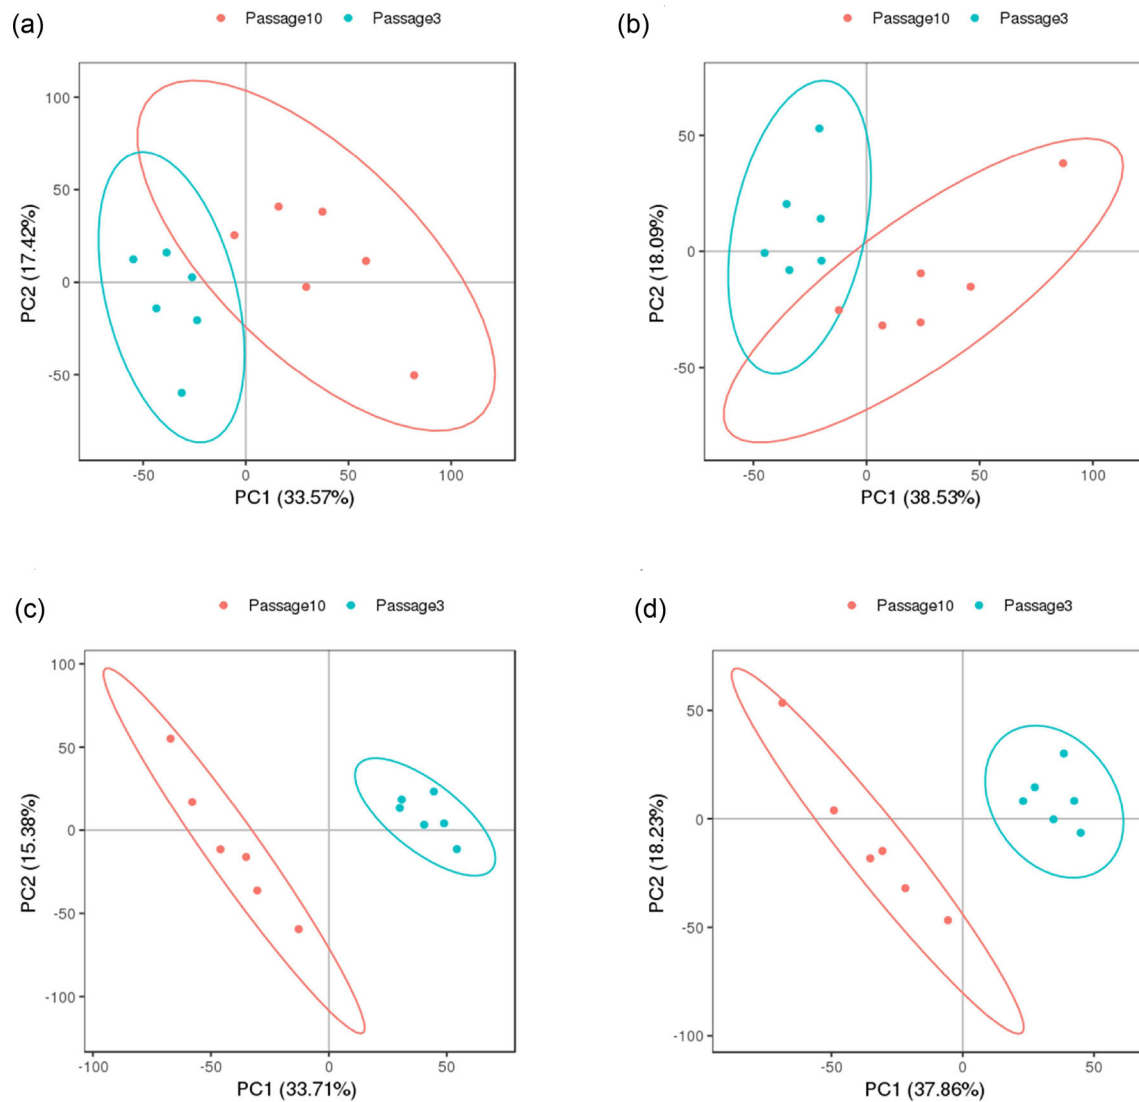 (a)
Passage10 Passage3
100
50
0
-50
PC2 (17.42%)
-50 0 50 100
PC1 (33.57%)
(b)
Passage10 Passage3
50
0
-50
PC2 (18.09%)
-50 0 50 100
PC1 (38.53%)
(c)
Passage10 Passage3
100
50
0
-50
-100
PC2 (15.38%)
-100 -50 0 50
PC1 (33.71%)
(d)
Passage10 Passage3
50
0
-50
-100
PC2 (18.23%)
-50 0 50
PC1 (37.86%)